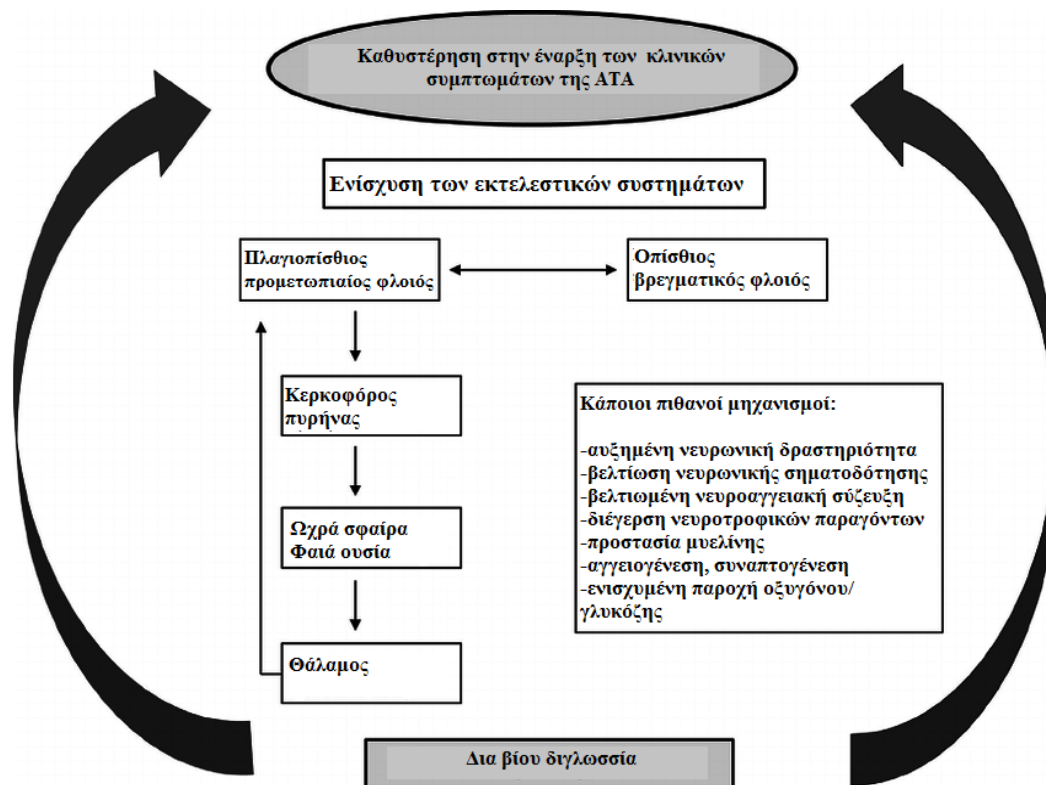 Καθυστέρηση στην έναρξη των κλινικών
συμπτωμάτων της ΑΤΑ
Ενίσχυση των εκτελεστικών συστημάτων
Πλαγιοπίσθιος
προμετωπιαίος φλοιός
Οπίσθιος
βρεγματικός φλοιός
Κερκοφόρος
πυρήνας
Ωχρά σφαίρα
Φαιά ουσία
Θάλαμος
Κάποιοι πιθανοί μηχανισμοί:
-αυξημένη νευρωνική δραστηριότητα
-βελτίωση νευρωνικής σηματοδότησης
-βελτιωμένη νευροαγγειακή σύζευξη
-διέγερση νευροτροφικών παραγόντων
-προστασία μυελίνης
-αγγειογένεση, συναπτογένεση
-ενισχυμένη παροχή οξυγόνου/
γλυκόζης
Δια βίου διγλωσσία